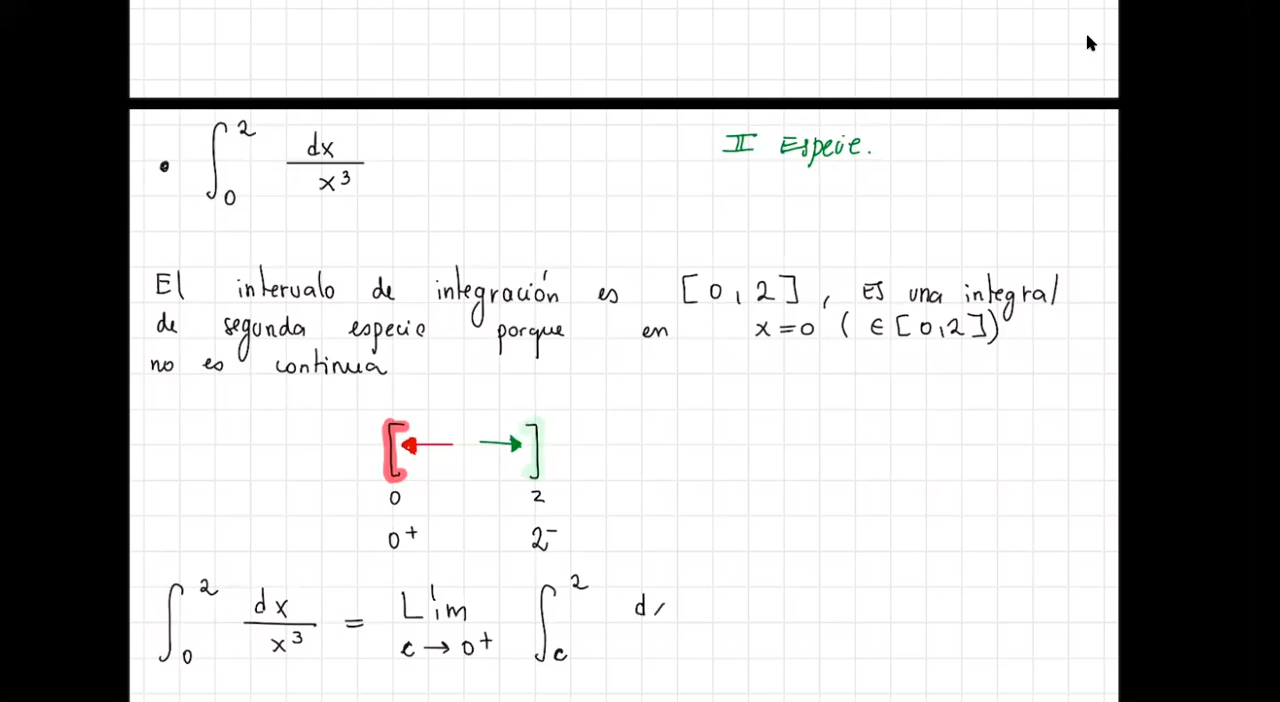 • ∫₀² dx/x³
II Especie.
El intervalo de integración es [0,2], Es una integral
de segunda especie porque en x=0 (∈[0,2])
no es continua
[ ]
0 2
0⁺ 2⁻
∫₀² dx/x³ = Lím c→0⁺ ∫_c² d